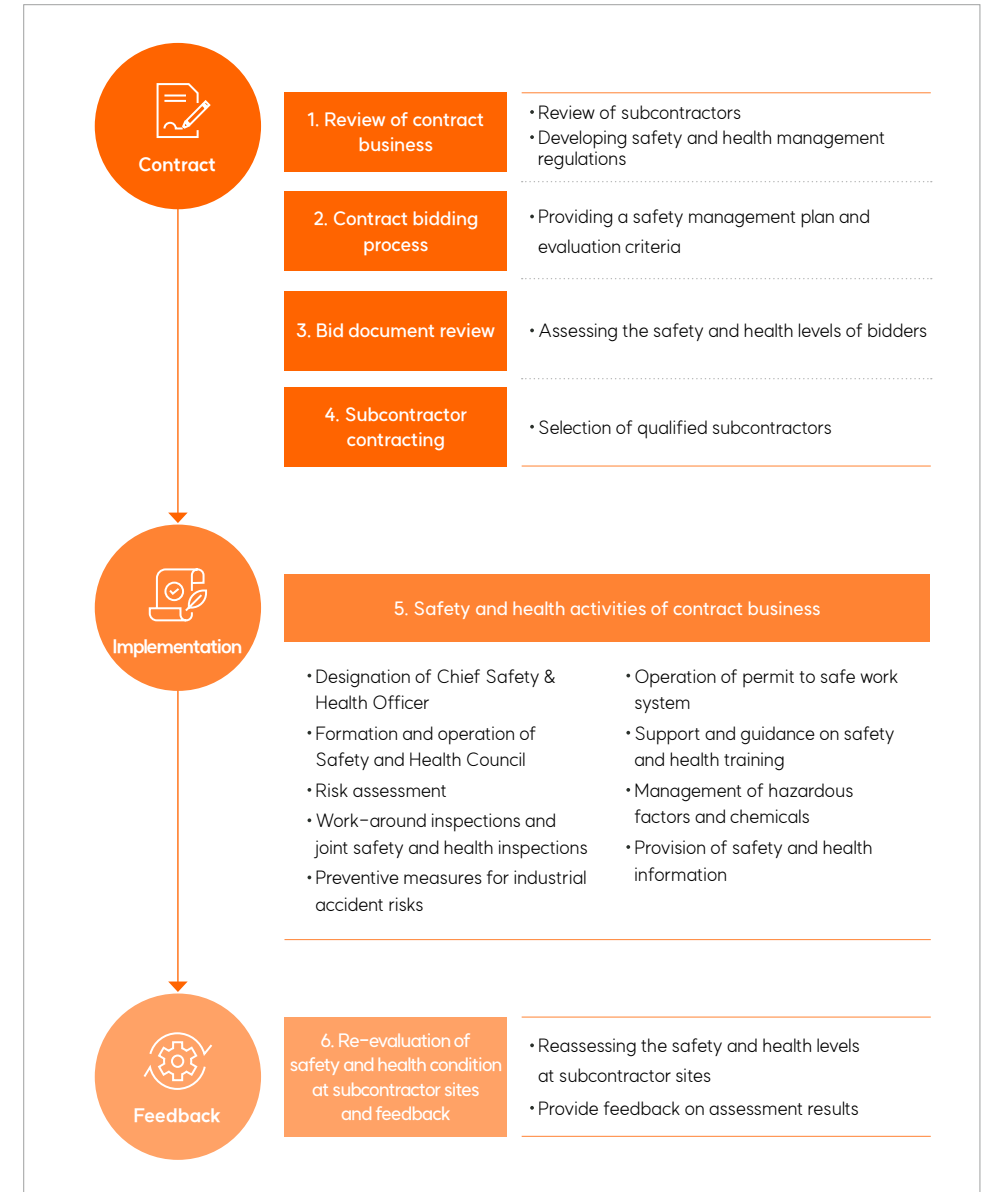 Contract
1. Review of contract
business
• Review of subcontractors
• Developing safety and health management
regulations
2. Contract bidding
process
• Providing a safety management plan and
evaluation criteria
3. Bid document review
• Assessing the safety and health levels of bidders
4. Subcontractor
contracting
• Selection of qualified subcontractors
Implementation
5. Safety and health activities of contract business
• Designation of Chief Safety &
Health Officer
• Formation and operation of
Safety and Health Council
• Risk assessment
• Work-around inspections and
joint safety and health inspections
• Preventive measures for industrial
accident risks
• Operation of permit to safe work
system
• Support and guidance on safety
and health training
• Management of hazardous
factors and chemicals
• Provision of safety and health
information
Feedback
6. Re-evaluation of
safety and health condition
at subcontractor sites
and feedback
• Reassessing the safety and health levels
at subcontractor sites
• Provide feedback on assessment results